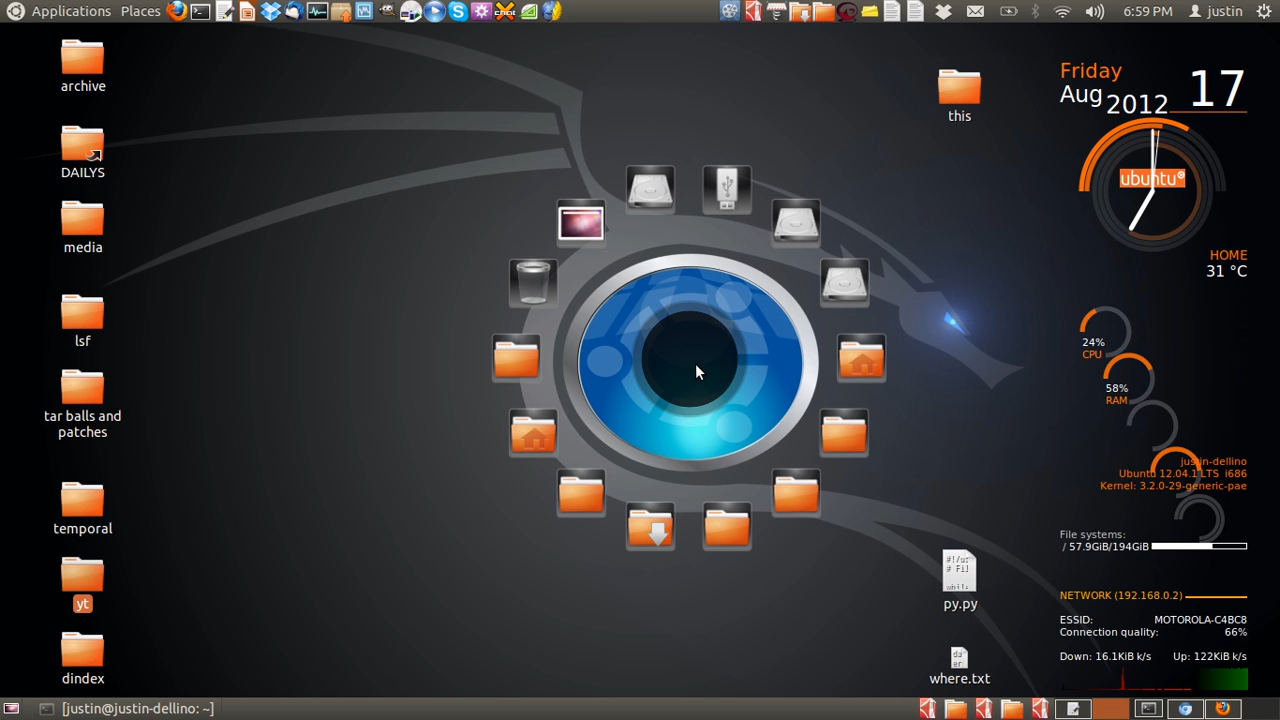 Applications Places
6:59 PM justin
archive
DAILYS
media
lsf
tar balls and
patches
temporal
yt
dindex
this
py.py
where.txt
Friday
Aug 2012 17
ubuntu
HOME
31 °C
24%
CPU
58%
RAM
justin-dellino
Ubuntu 12.04.1 LTS i686
Kernel: 3.2.0-29-generic-pae
File systems:
/ 57.9GiB/194GiB
NETWORK (192.168.0.2)
ESSID: MOTOROLA-C4BC8
Connection quality: 66%
Down: 16.1KiB k/s Up: 122KiB k/s
[justin@justin-dellino: ~]